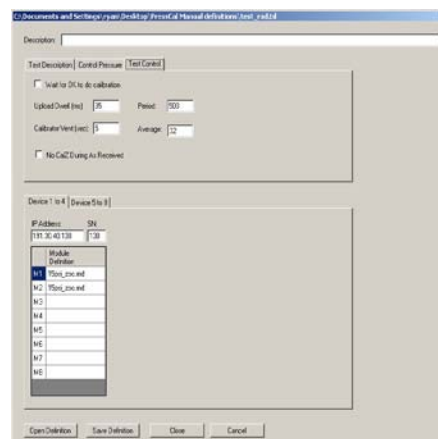 C:\Documents and Settings\ryan\Desktop\PressCal Manual definitions\test_rad.td
Description:
Test Description Control Pressure Test Control
Wait for OK to do calibration
Upload Dwell (ms) 35 Period: 500
Calibrator Vent (sec) 5 Average: 32
No CalZ During As Received
Device 1 to 4 Device 5 to 8
IP Address: SN:
191.30.40.138 138
Module Definition
M1 15psi_zoc.md
M2 15psi_zoc.md
M3
M4
M5
M6
M7
M8
Open Definition Save Definition Close Cancel